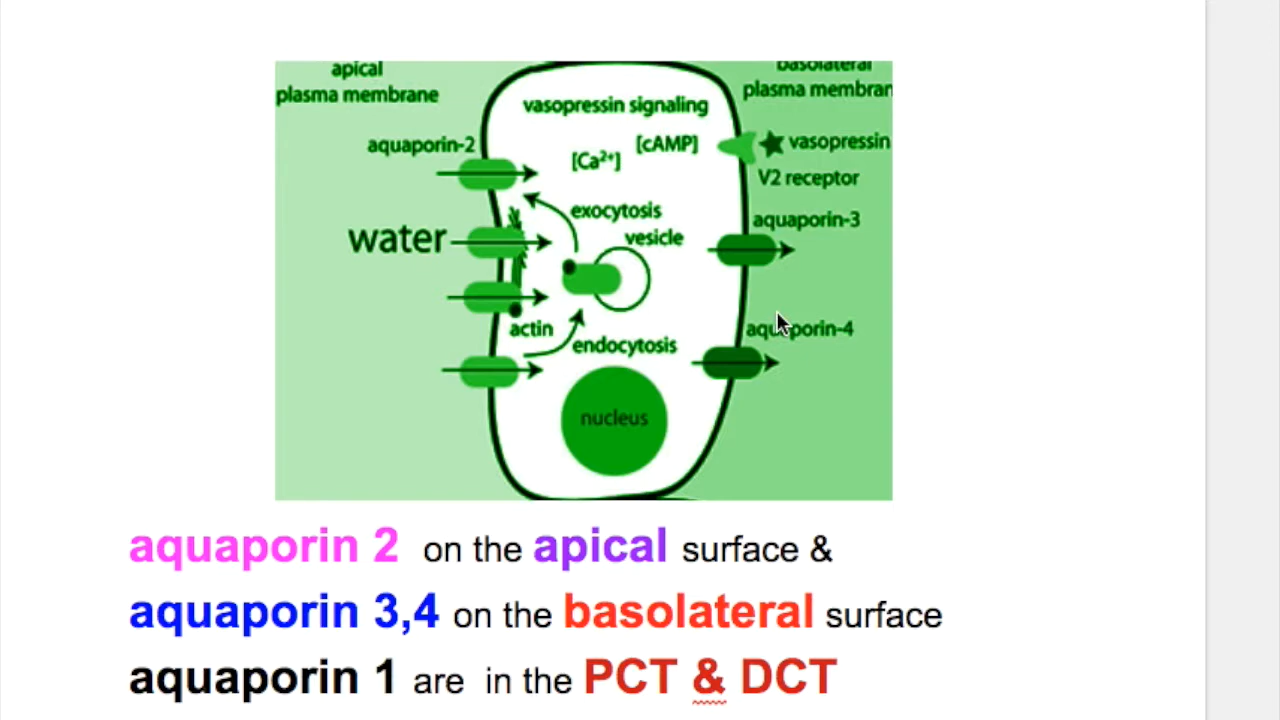 apical
plasma membrane
basolateral
plasma membran
vasopressin signaling
aquaporin-2
[cAMP]
vasopressin
[Ca²⁺]
V2 receptor
exocytosis
aquaporin-3
water
vesicle
actin
aquaporin-4
endocytosis
nucleus
aquaporin 2 on the apical surface &
aquaporin 3,4 on the basolateral surface
aquaporin 1 are in the PCT & DCT